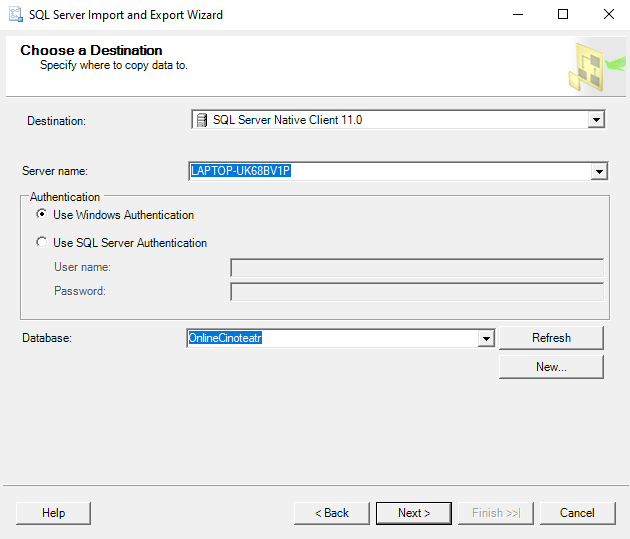 SQL Server Import and Export Wizard
Choose a Destination
Specify where to copy data to.
Destination: SQL Server Native Client 11.0
Server name: LAPTOP-UK68BV1P
Authentication
Use Windows Authentication
Use SQL Server Authentication
User name:
Password:
Database: OnlineCinoteatr Refresh
New...
Help < Back Next > Finish >>| Cancel